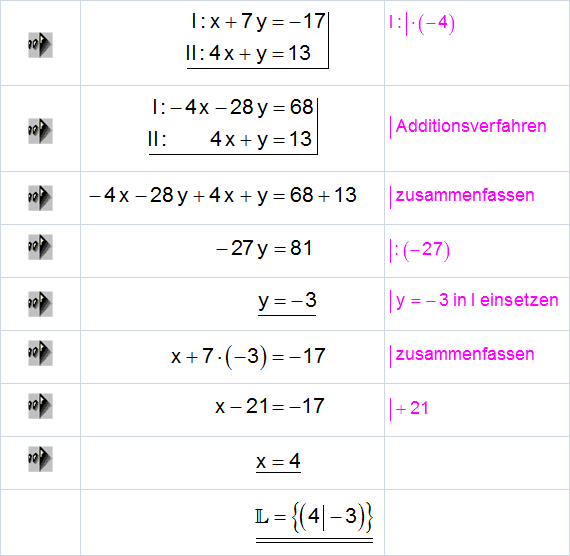 I: x + 7y = −17
I: | · (−4)
II: 4x + y = 13
I: −4x − 28y = 68
II: 4x + y = 13
| Additionsverfahren
−4x − 28y + 4x + y = 68 + 13
| zusammenfassen
−27y = 81
| : (−27)
y = −3
| y = −3 in I einsetzen
x + 7 · (−3) = −17
| zusammenfassen
x − 21 = −17
| + 21
x = 4
𝕃 = {(4 | −3)}